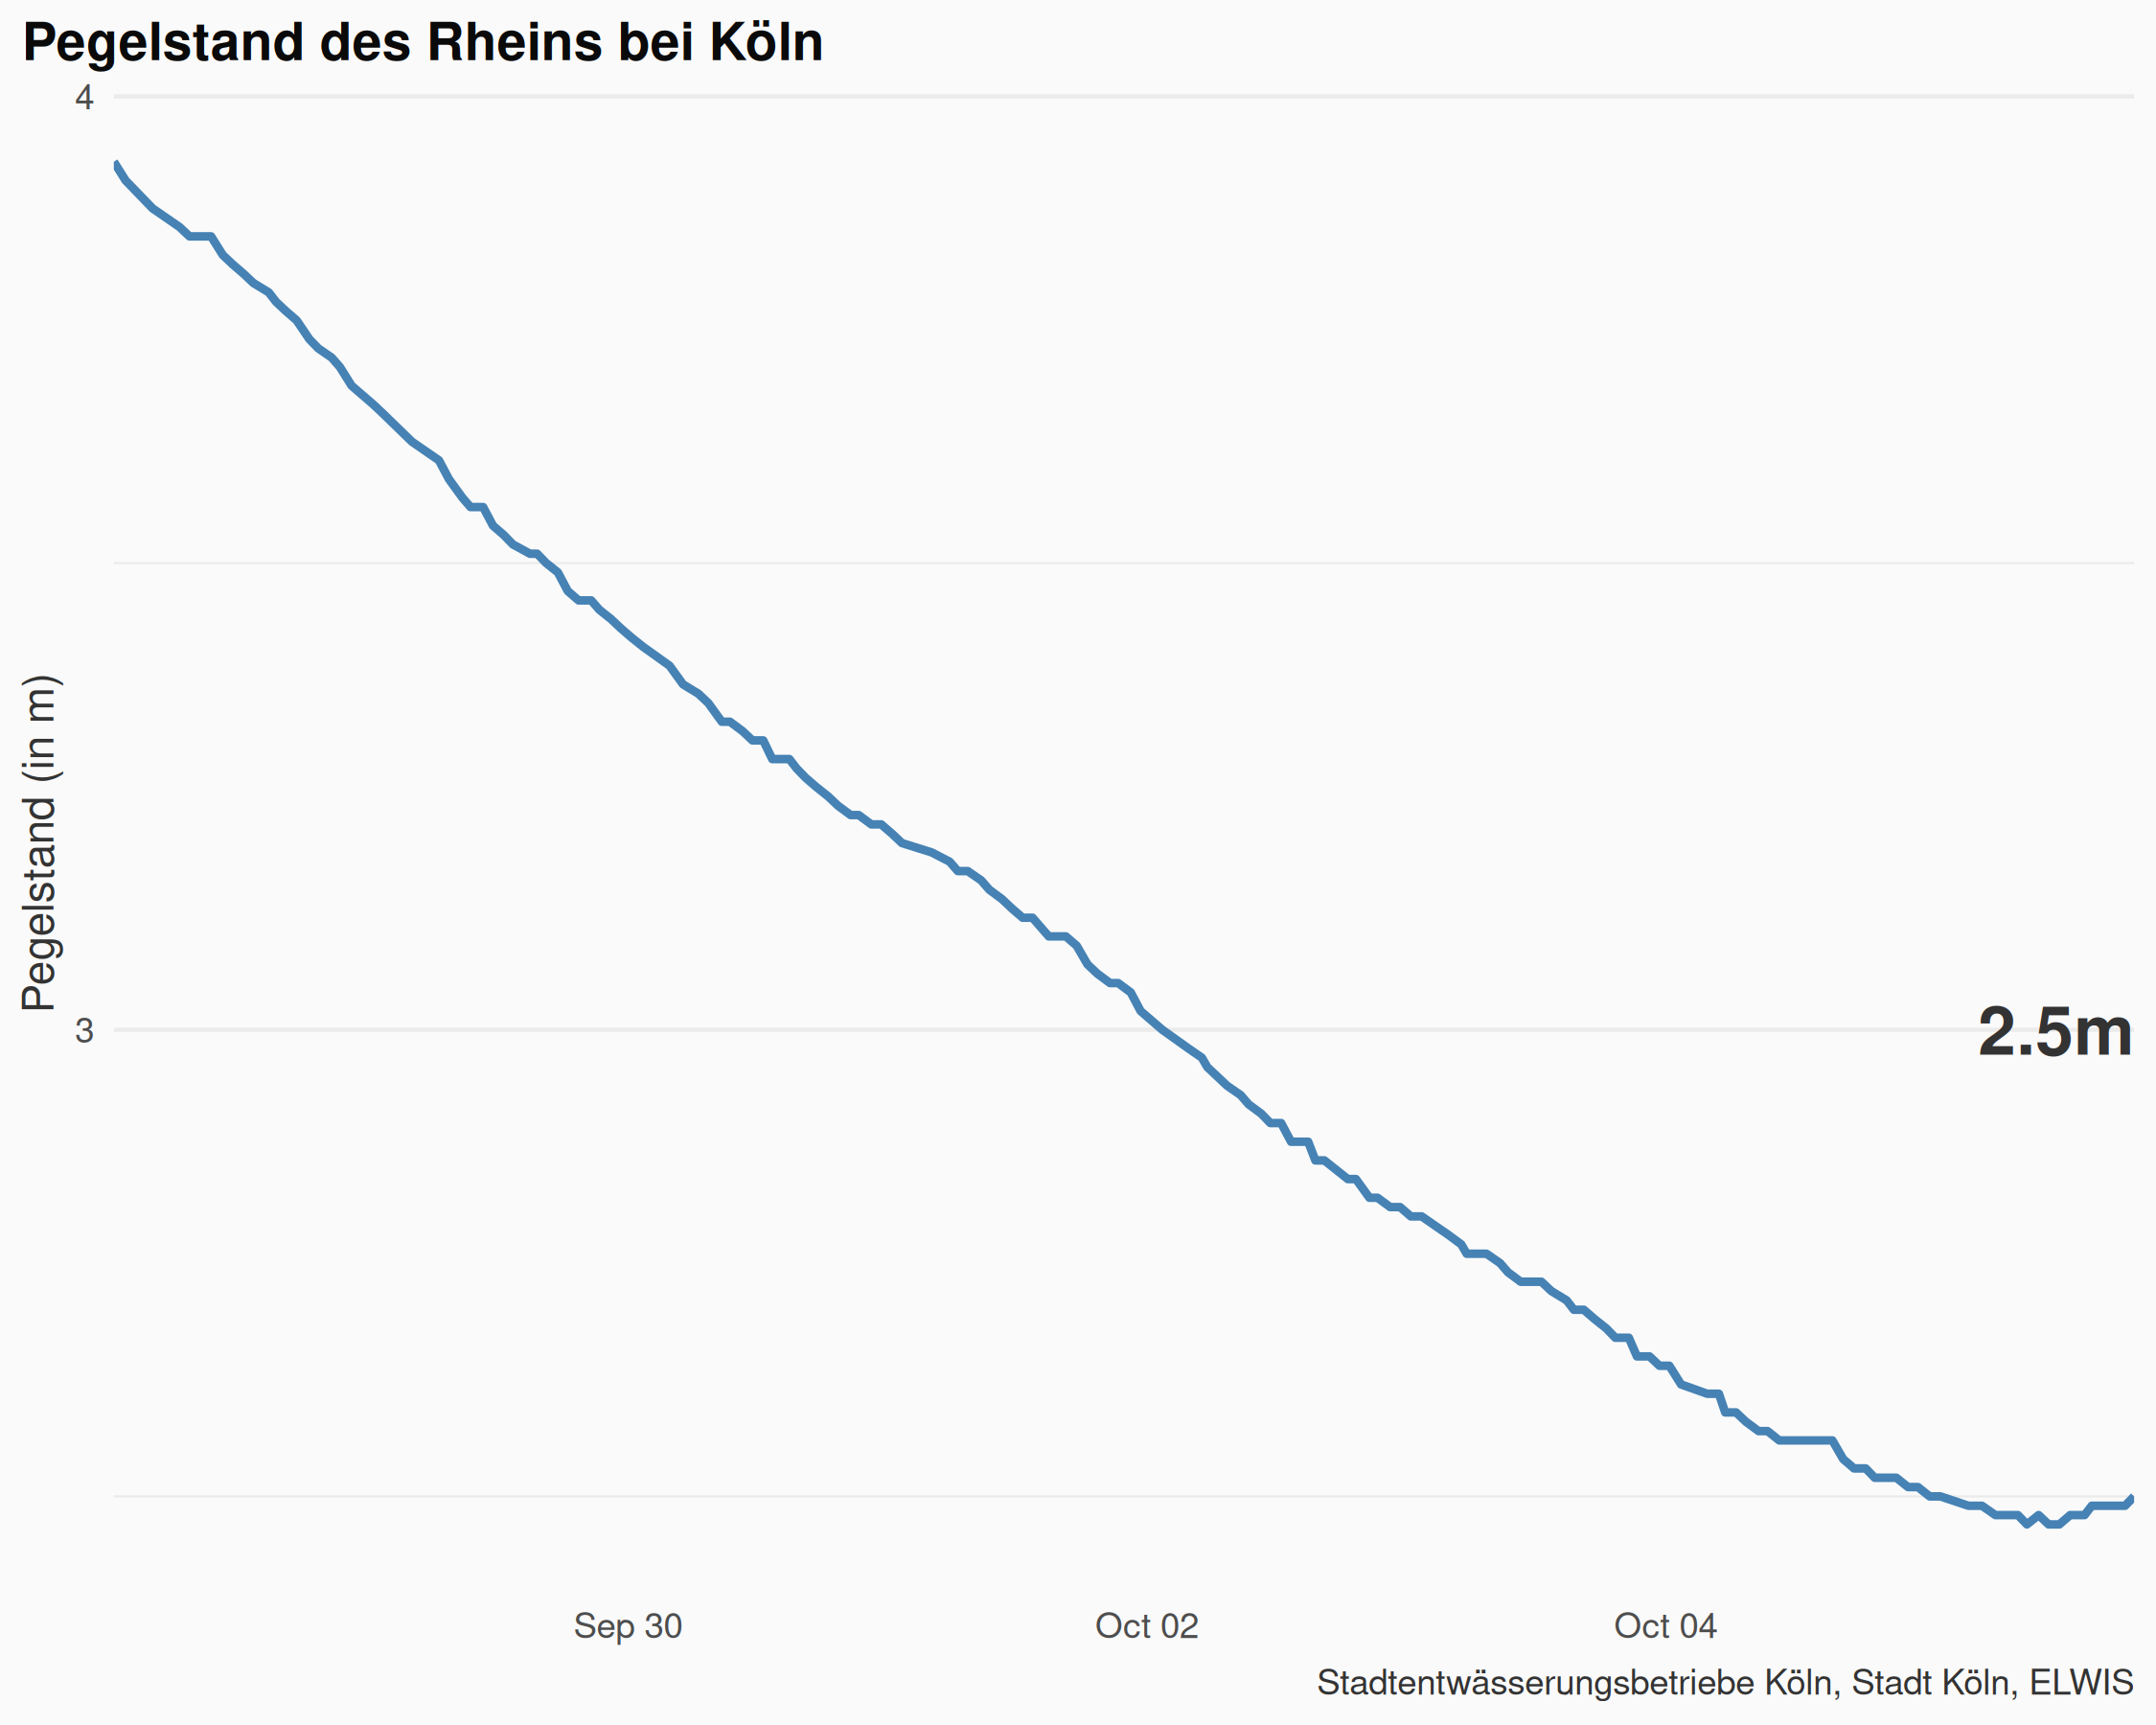 Pegelstand des Rheins bei Köln
4
Pegelstand (in m)
3
2.5m
Sep 30
Oct 02
Oct 04
Stadtentwässerungsbetriebe Köln, Stadt Köln, ELWIS